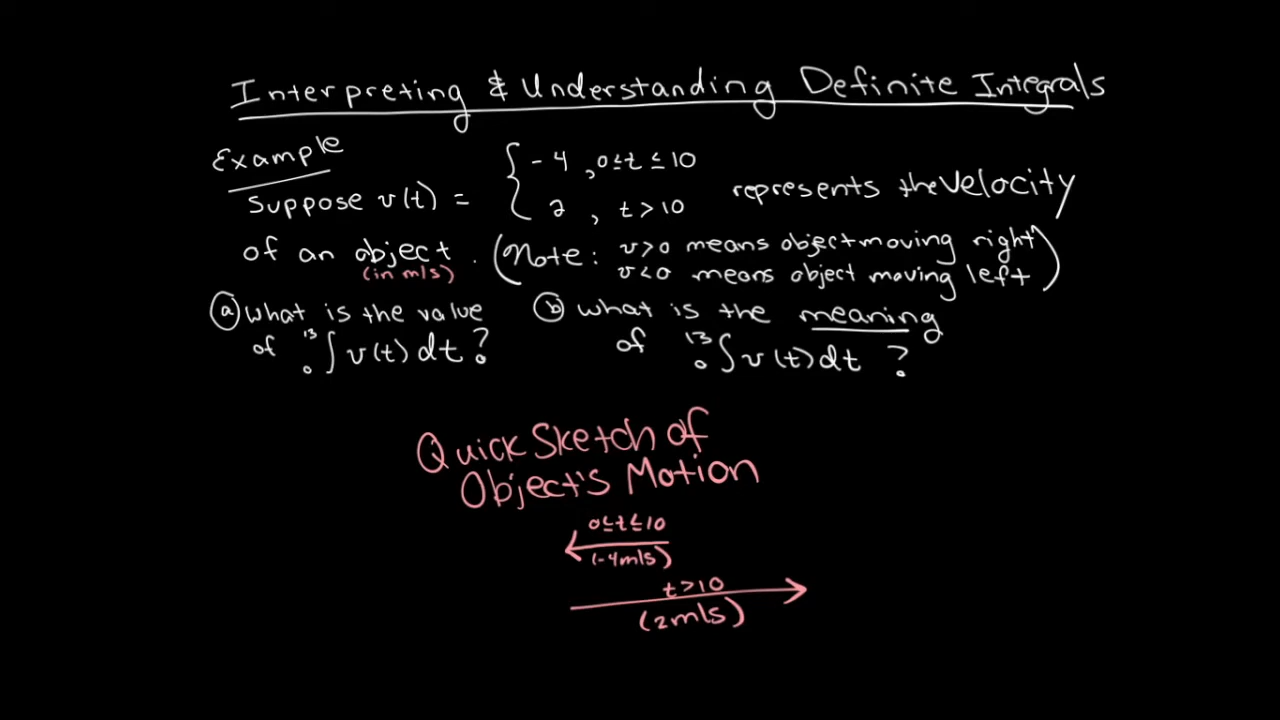 Interpreting & Understanding Definite Integrals
Example
Suppose v(t) = { -4 , 0≤t ≤10
2 , t>10
represents the Velocity
of an object. (Note: v>0 means object moving right
(in m/s) v<0 means object moving left)
ⓐ What is the value ⓑ What is the meaning
of ₀¹³∫v(t)dt? of ₀¹³∫v(t)dt ?
Quick Sketch of
Object's Motion
0≤t≤10
(-4m/s)
t>10
(2m/s)